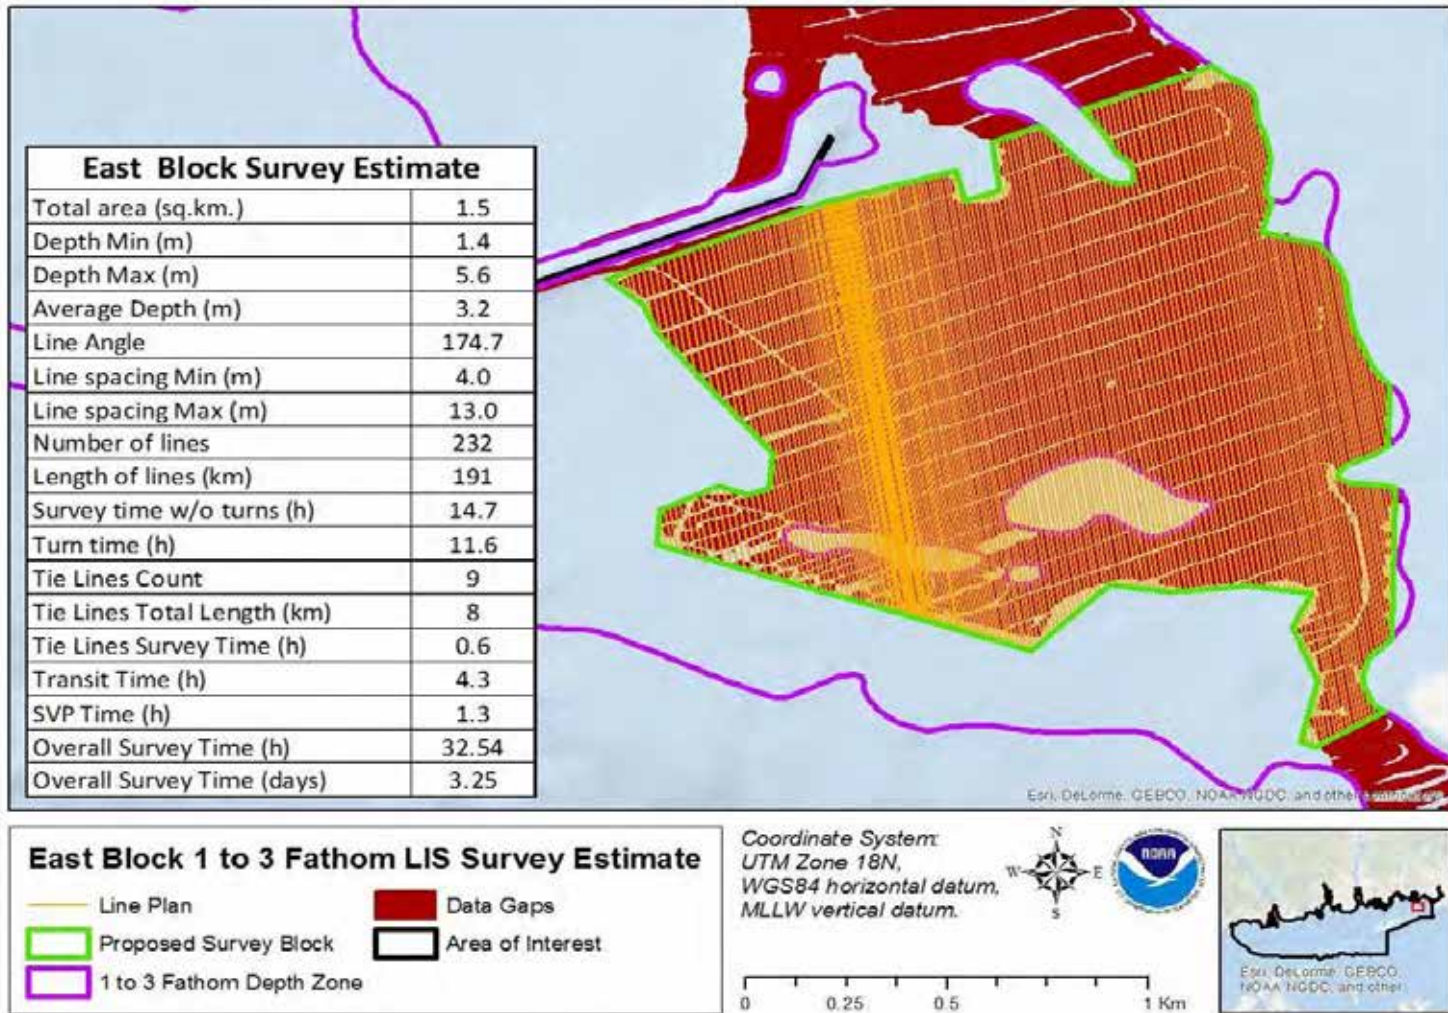 East Block Survey Estimate
Total area (sq.km.) 1.5
Depth Min (m) 1.4
Depth Max (m) 5.6
Average Depth (m) 3.2
Line Angle 174.7
Line spacing Min (m) 4.0
Line spacing Max (m) 13.0
Number of lines 232
Length of lines (km) 191
Survey time w/o turns (h) 14.7
Turn time (h) 11.6
Tie Lines Count 9
Tie Lines Total Length (km) 8
Tie Lines Survey Time (h) 0.6
Transit Time (h) 4.3
SVP Time (h) 1.3
Overall Survey Time (h) 32.54
Overall Survey Time (days) 3.25
Esri, DeLorme, GEBCO, NOAA NGDC, and other
East Block 1 to 3 Fathom LIS Survey Estimate
Line Plan
Data Gaps
Proposed Survey Block
Area of Interest
1 to 3 Fathom Depth Zone
Coordinate System:
UTM Zone 18N,
WGS84 horizontal datum,
MLLW vertical datum.
N
W E
S
NOAA
0 0.25 0.5 1 Km
Esri, DeLorme, GEBCO,
NOAA NGDC, and other